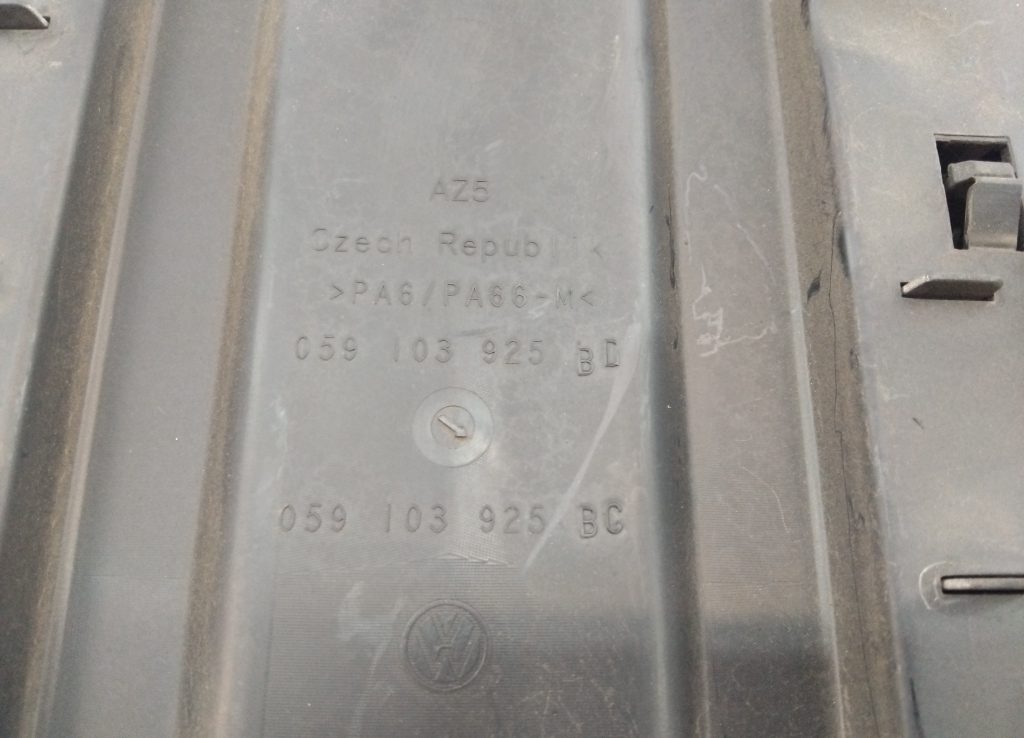 AZ5
Czech Republik
>PA6/PA66-M<
059 103 925 BD
059 103 925 BC